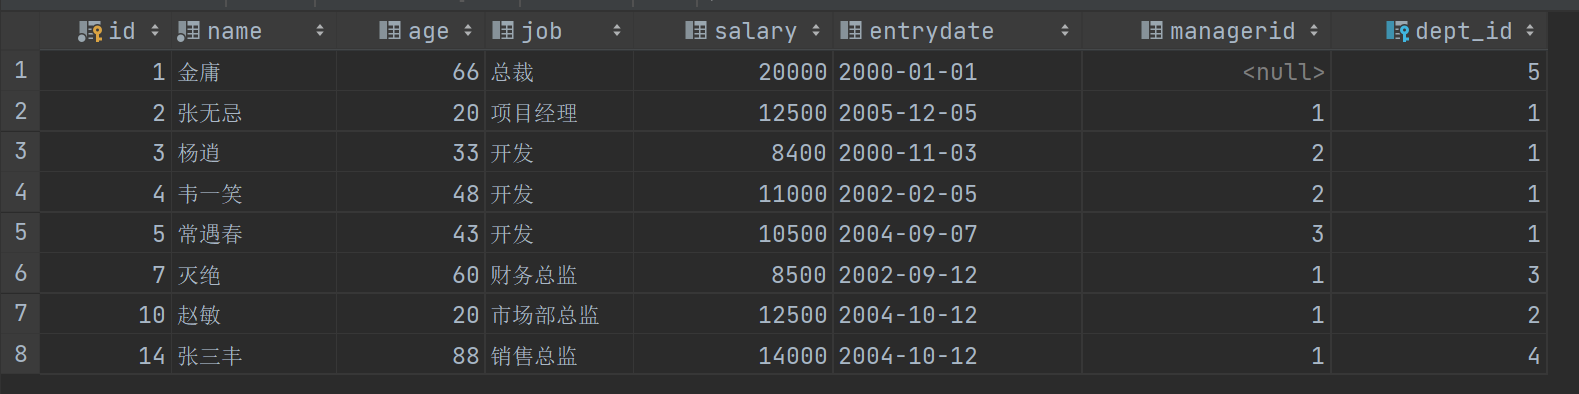 id name age job salary entrydate managerid dept_id
1 1 金庸 66 总裁 20000 2000-01-01 <null> 5
2 2 张无忌 20 项目经理 12500 2005-12-05 1 1
3 3 杨逍 33 开发 8400 2000-11-03 2 1
4 4 韦一笑 48 开发 11000 2002-02-05 2 1
5 5 常遇春 43 开发 10500 2004-09-07 3 1
6 7 灭绝 60 财务总监 8500 2002-09-12 1 3
7 10 赵敏 20 市场部总监 12500 2004-10-12 1 2
8 14 张三丰 88 销售总监 14000 2004-10-12 1 4